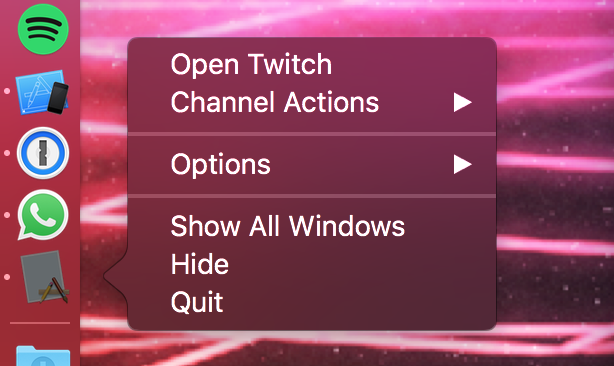 Open Twitch
Channel Actions
Options
Show All Windows
Hide
Quit